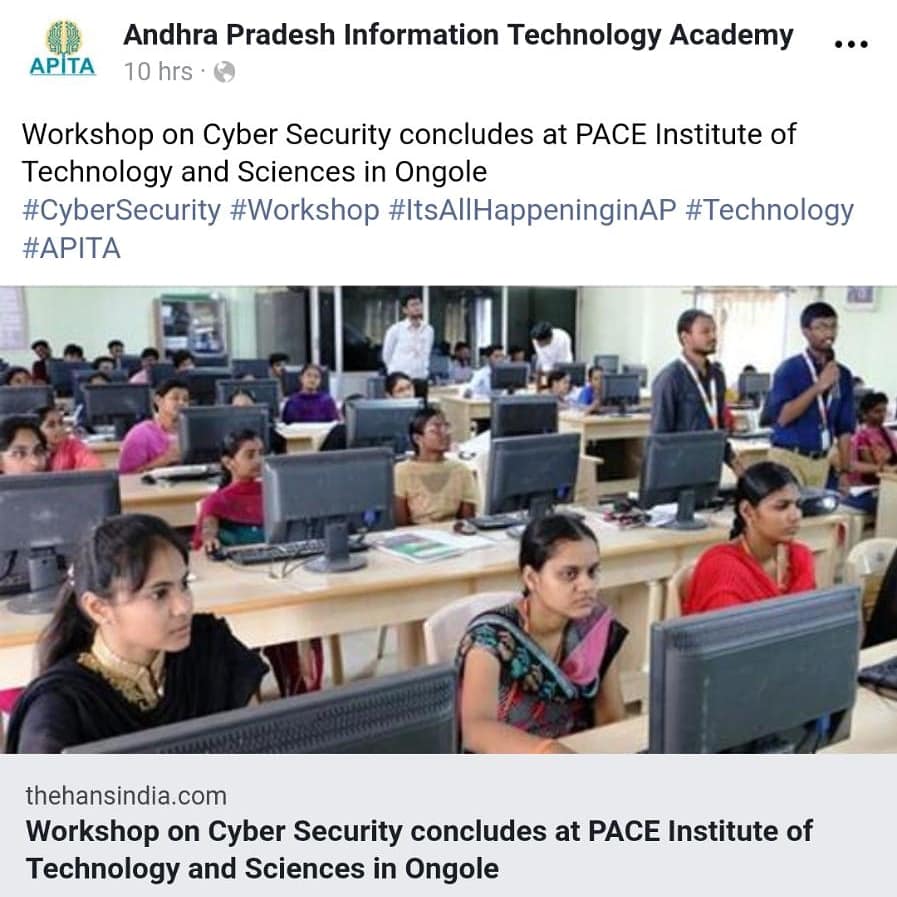 APITA
Andhra Pradesh Information Technology Academy
10 hrs ·
Workshop on Cyber Security concludes at PACE Institute of
Technology and Sciences in Ongole
#CyberSecurity #Workshop #ItsAllHappeninginAP #Technology
#APITA
thehansindia.com
Workshop on Cyber Security concludes at PACE Institute of
Technology and Sciences in Ongole